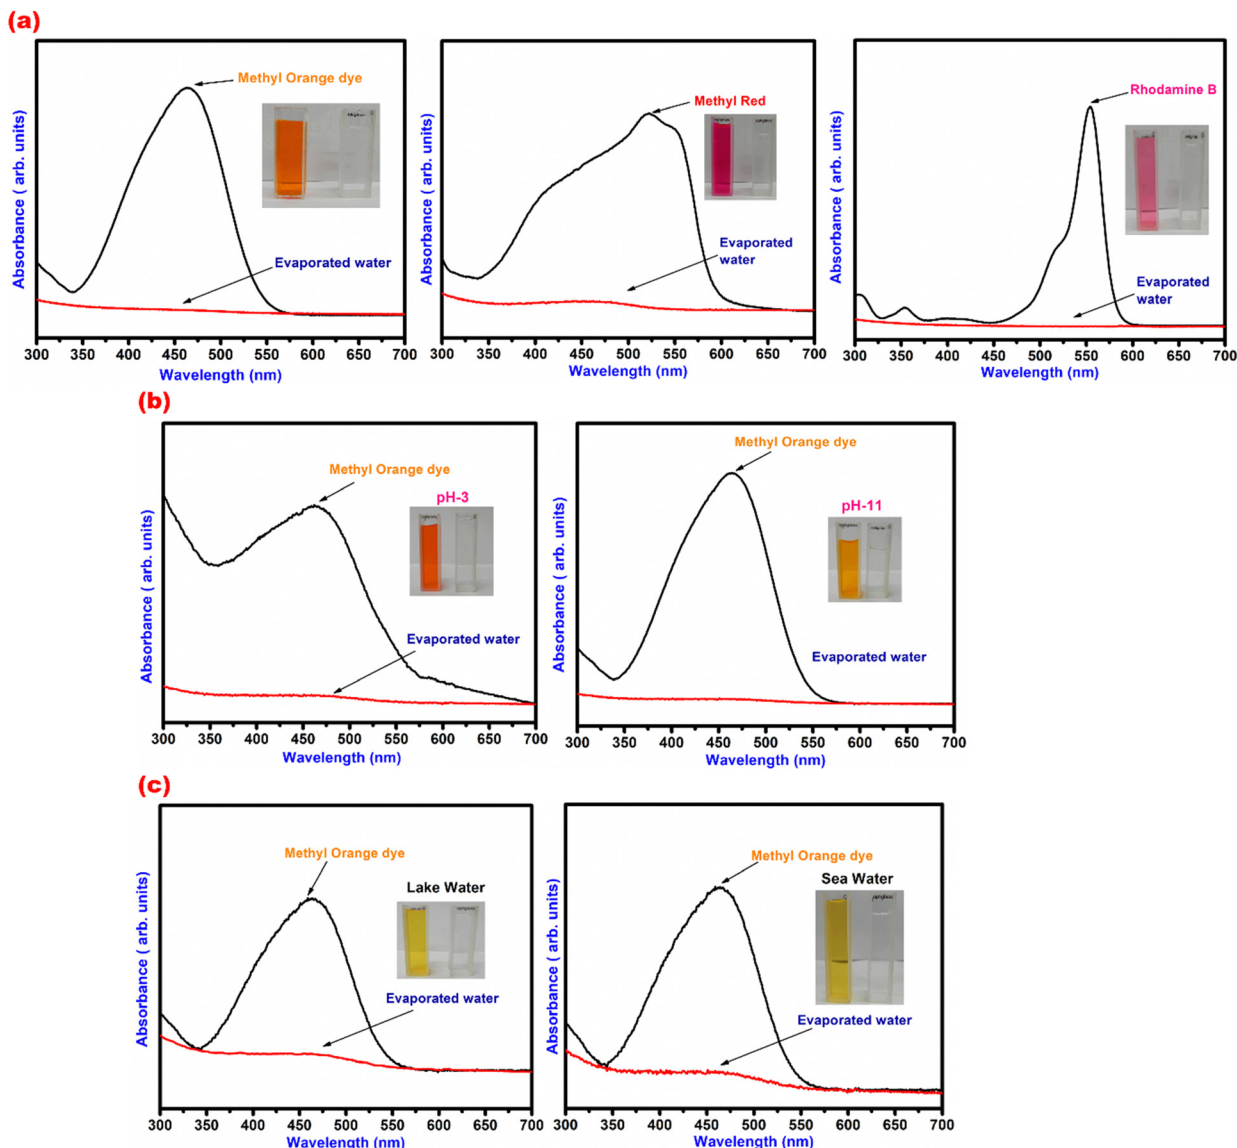 (a)
Absorbance ( arb. units)
Methyl Orange dye
Evaporated water
300 350 400 450 500 550 600 650 700
Wavelength (nm)
Absorbance ( arb. units)
Methyl Red
Evaporated
water
300 350 400 450 500 550 600 650 700
Wavelength (nm)
Absorbance ( arb. units)
Rhodamine B
Evaporated
water
300 350 400 450 500 550 600 650 700
Wavelength (nm)
(b)
Absorbance ( arb. units)
Methyl Orange dye
pH-3
Evaporated water
300 350 400 450 500 550 600 650 700
Wavelength (nm)
Absorbance ( arb. units)
Methyl Orange dye
pH-11
Evaporated water
300 350 400 450 500 550 600 650 700
Wavelength (nm)
(c)
Absorbance ( arb. units)
Methyl Orange dye
Lake Water
Evaporated water
300 350 400 450 500 550 600 650 700
Wavelength (nm)
Absorbance ( arb. units)
Methyl Orange dye
Sea Water
Evaporated water
300 350 400 450 500 550 600 650 700
Wavelength (nm)